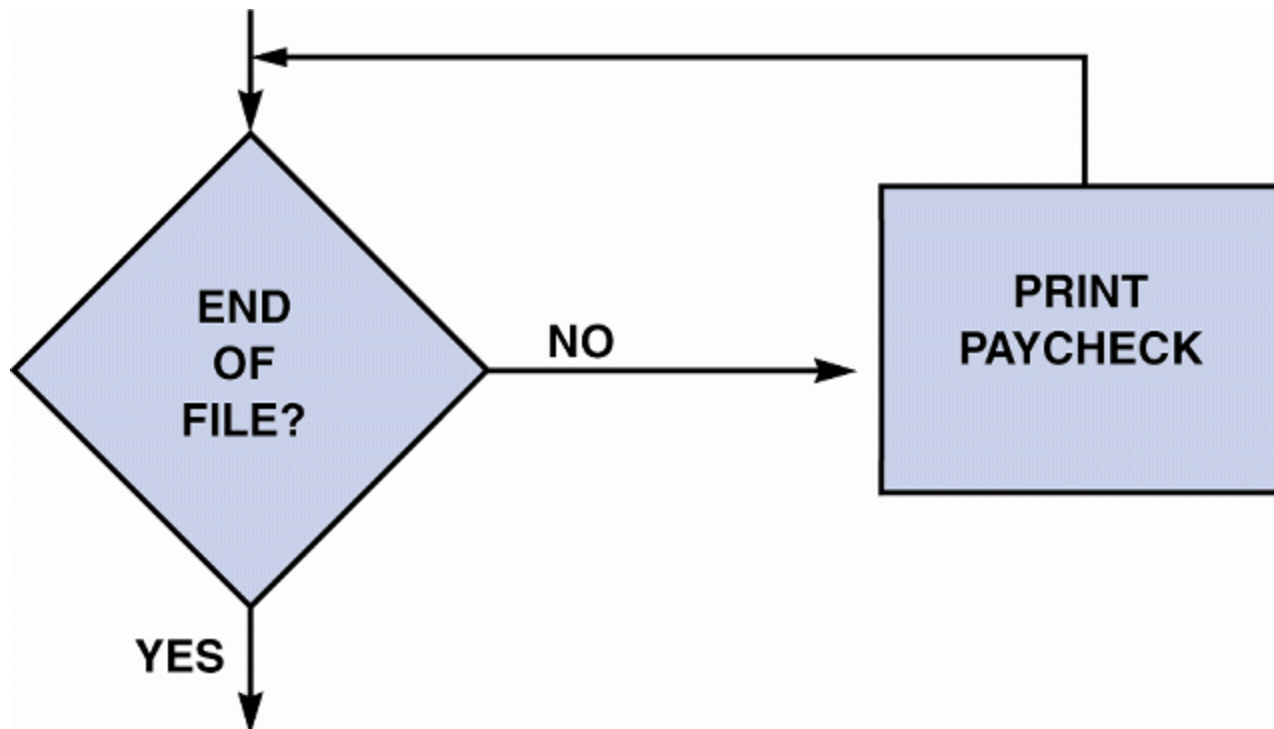 END
OF
FILE?
NO
PRINT
PAYCHECK
YES